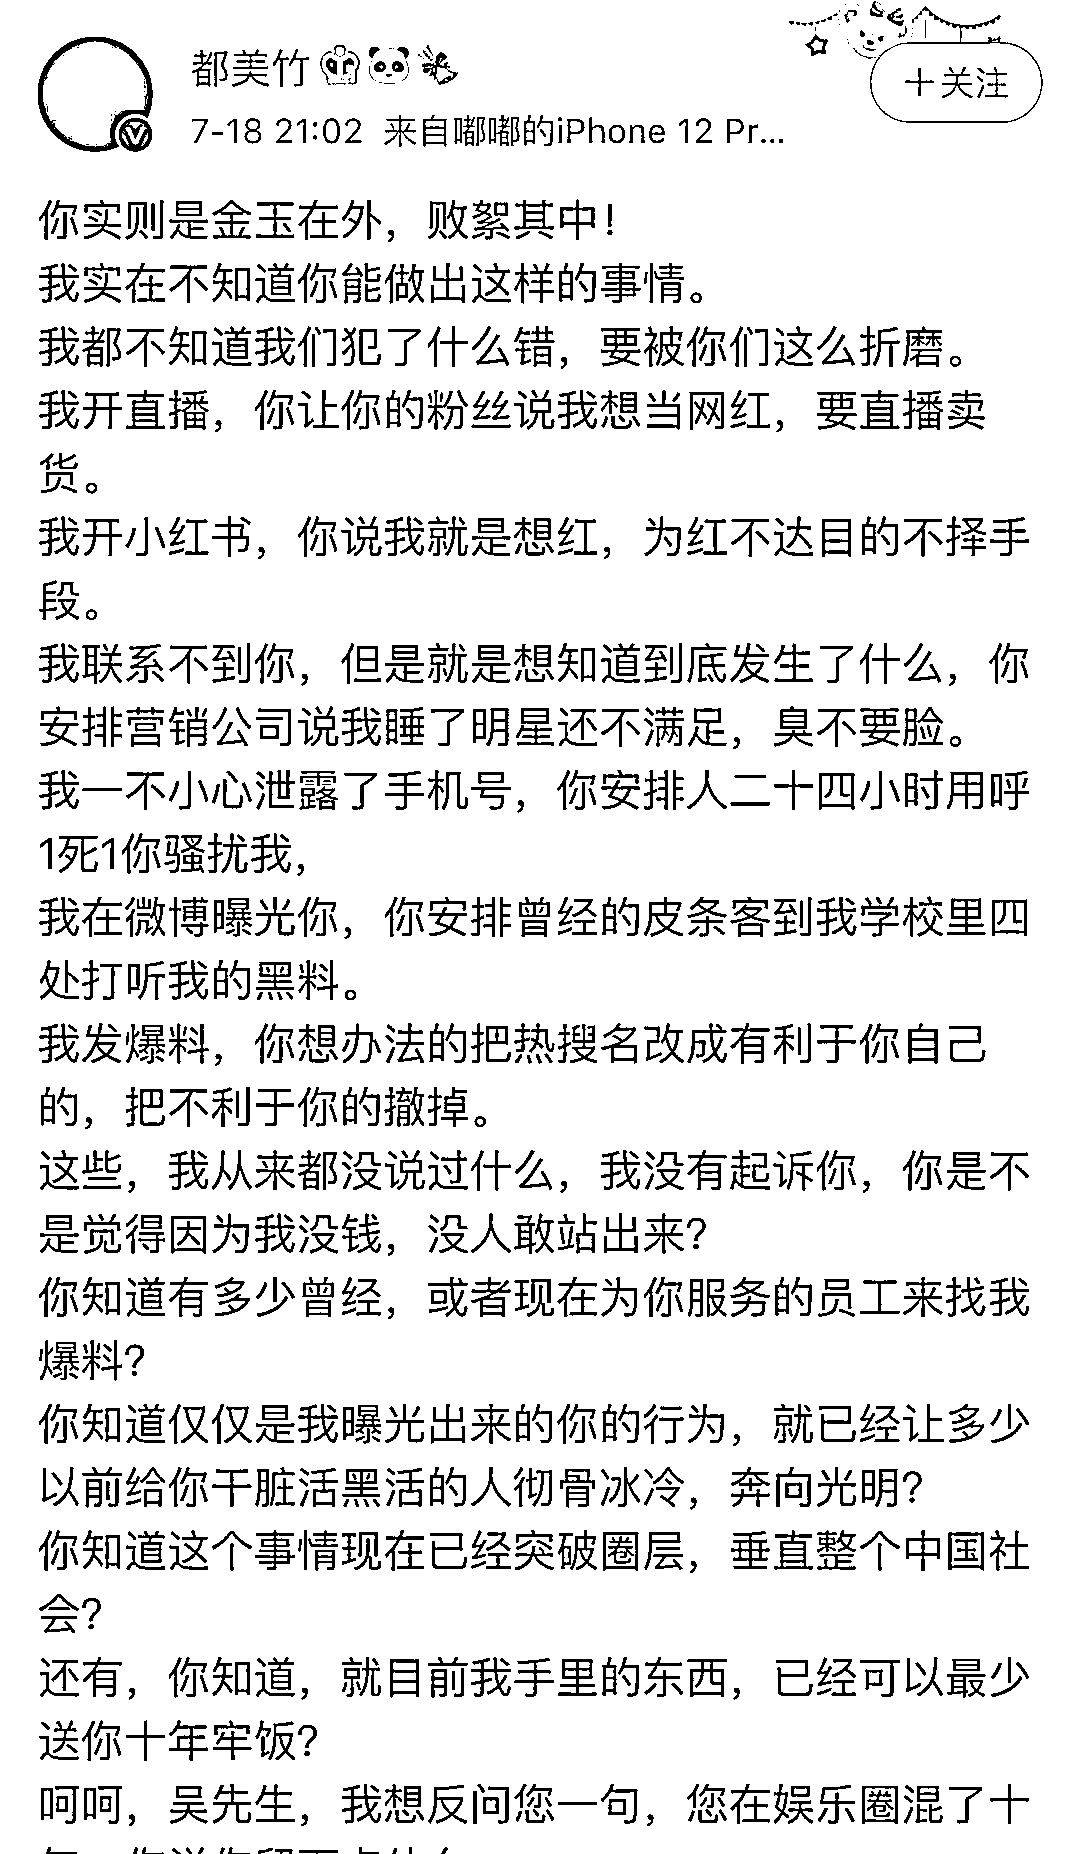 都美竹
+关注
7-18 21:02 来自嘟嘟的iPhone 12 Pr...
你实则是金玉在外，败絮其中！
我实在不知道你能做出这样的事情。
我都不知道我们犯了什么错，要被你们这么折磨。
我开直播，你让你的粉丝说我想当网红，要直播卖
货。
我开小红书，你说我就是想红，为红不达目的不择手
段。
我联系不到你，但是就是想知道到底发生了什么，你
安排营销公司说我睡了明星还不满足，臭不要脸。
我一不小心泄露了手机号，你安排人二十四小时用呼
1死1你骚扰我，
我在微博曝光你，你安排曾经的皮条客到我学校里四
处打听我的黑料。
我发爆料，你想办法的把热搜名改成有利于你自己
的，把不利于你的撤掉。
这些，我从来都没说过什么，我没有起诉你，你是不
是觉得因为我没钱，没人敢站出来？
你知道有多少曾经，或者现在为你服务的员工来找我
爆料？
你知道仅仅是我曝光出来的你的行为，就已经让多少
以前给你干脏活黑活的人彻骨冰冷，奔向光明？
你知道这个事情现在已经突破圈层，垂直整个中国社
会？
还有，你知道，就目前我手里的东西，已经可以最少
送你十年牢饭？
呵呵，吴先生，我想反问您一句，您在娱乐圈混了十